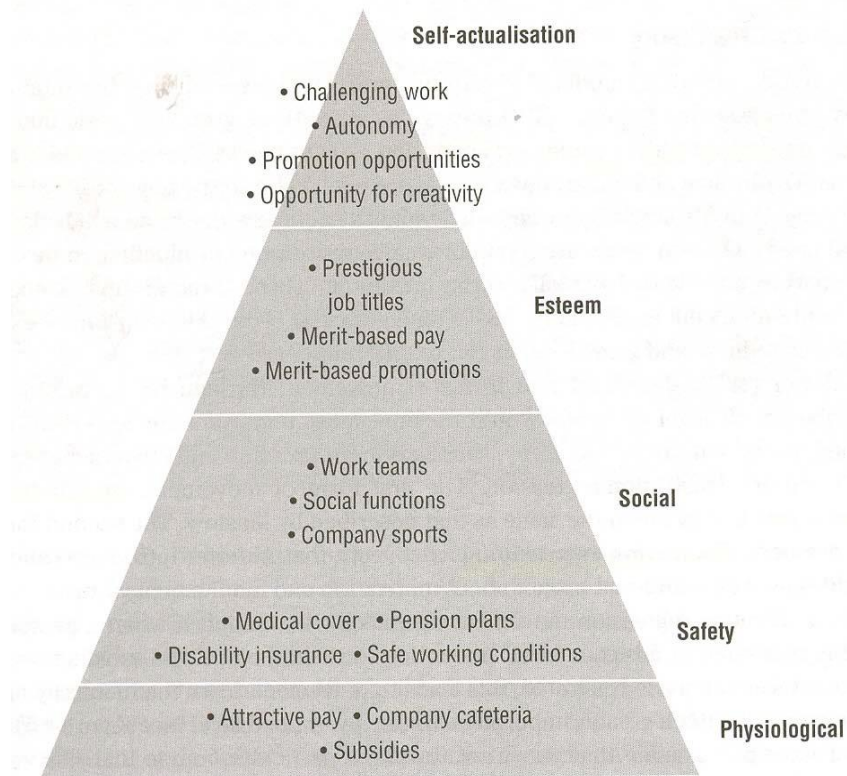 Self-actualisation
• Challenging work
• Autonomy
• Promotion opportunities
• Opportunity for creativity
• Prestigious
job titles
Esteem
• Merit-based pay
• Merit-based promotions
• Work teams
• Social functions
Social
• Company sports
• Medical cover • Pension plans
Safety
• Disability insurance • Safe working conditions
• Attractive pay • Company cafeteria
Physiological
• Subsidies